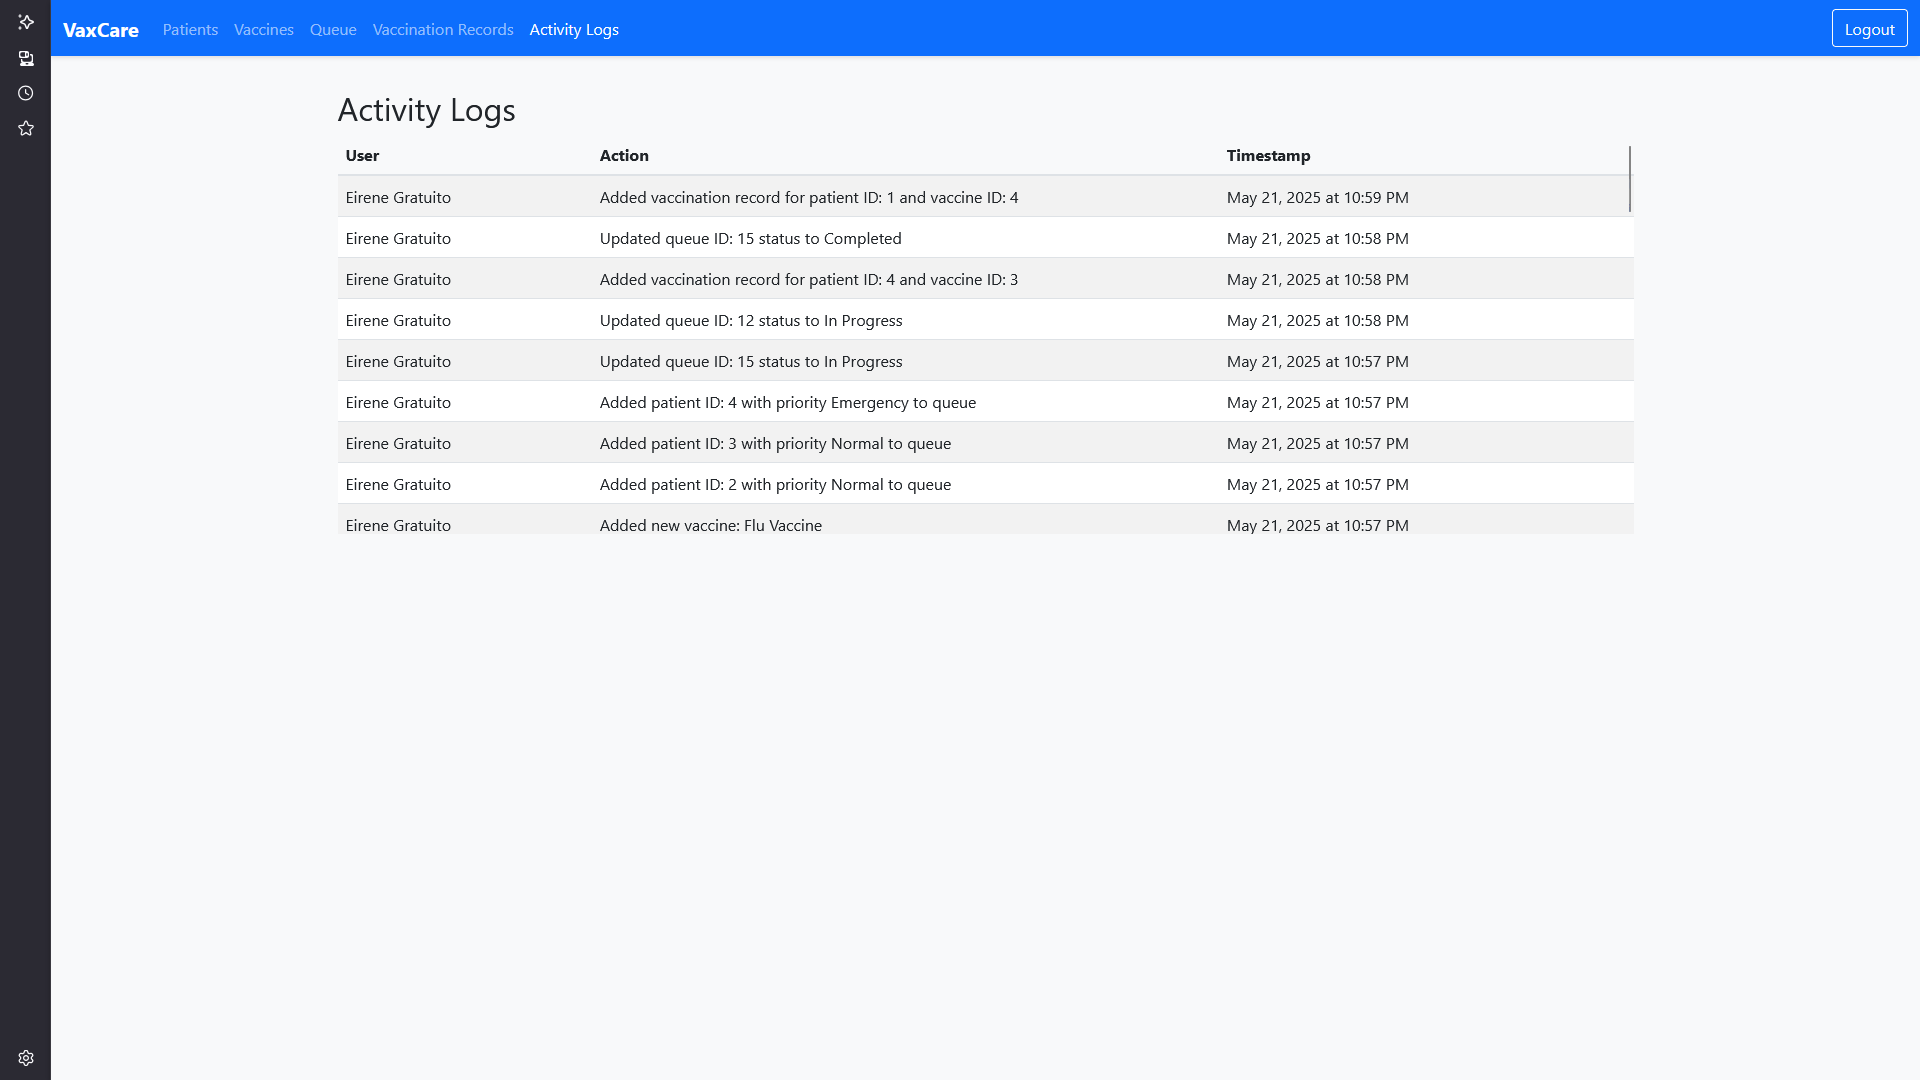 VaxCare Patients Vaccines Queue Vaccination Records Activity Logs Logout
Activity Logs
User Action Timestamp
Eirene Gratuito Added vaccination record for patient ID: 1 and vaccine ID: 4 May 21, 2025 at 10:59 PM
Eirene Gratuito Updated queue ID: 15 status to Completed May 21, 2025 at 10:58 PM
Eirene Gratuito Added vaccination record for patient ID: 4 and vaccine ID: 3 May 21, 2025 at 10:58 PM
Eirene Gratuito Updated queue ID: 12 status to In Progress May 21, 2025 at 10:58 PM
Eirene Gratuito Updated queue ID: 15 status to In Progress May 21, 2025 at 10:57 PM
Eirene Gratuito Added patient ID: 4 with priority Emergency to queue May 21, 2025 at 10:57 PM
Eirene Gratuito Added patient ID: 3 with priority Normal to queue May 21, 2025 at 10:57 PM
Eirene Gratuito Added patient ID: 2 with priority Normal to queue May 21, 2025 at 10:57 PM
Eirene Gratuito Added new vaccine: Flu Vaccine May 21, 2025 at 10:57 PM